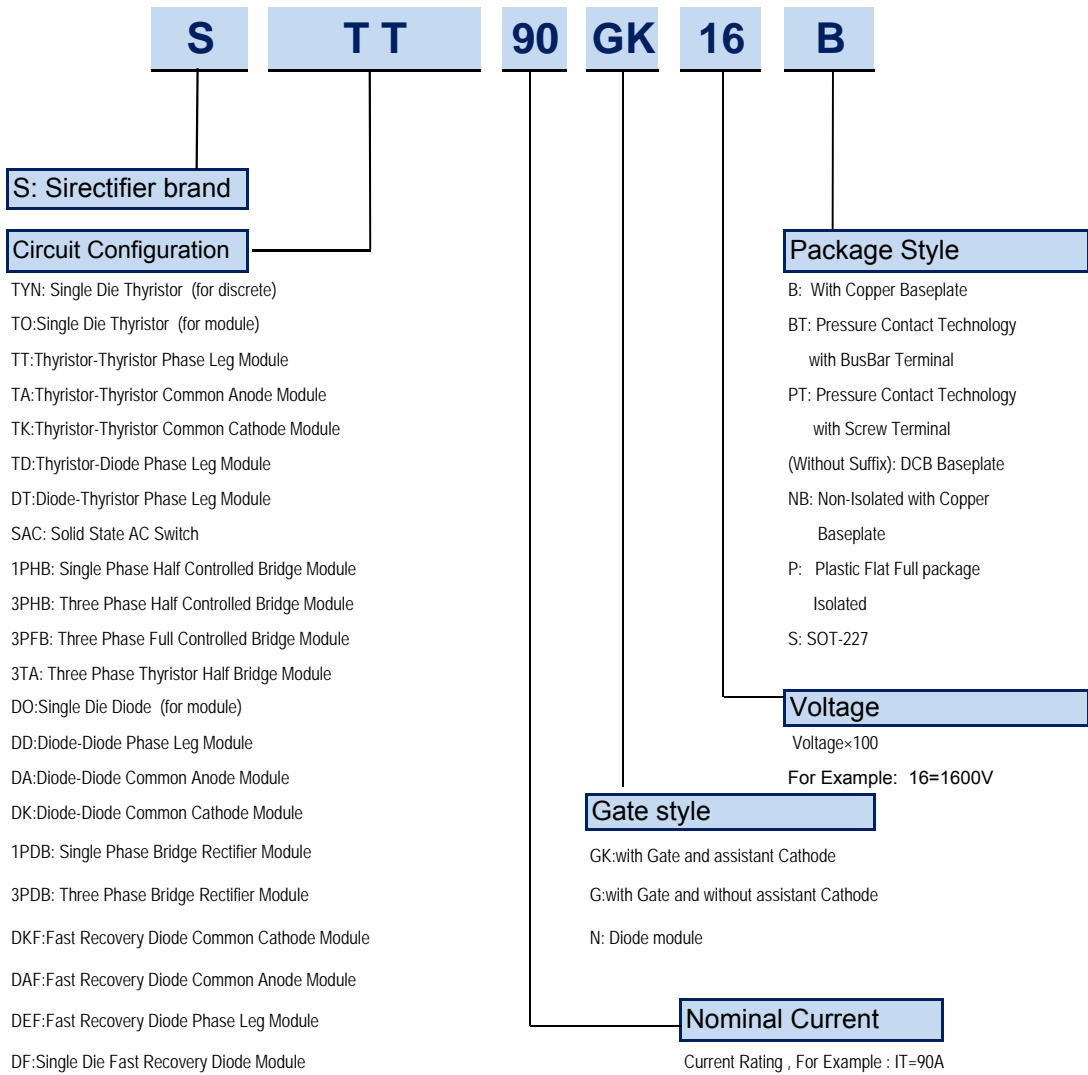 S T T 90 GK 16 B
S: Sirectifier brand
Circuit Configuration
TYN: Single Die Thyristor (for discrete)
TO:Single Die Thyristor (for module)
TT:Thyristor-Thyristor Phase Leg Module
TA:Thyristor-Thyristor Common Anode Module
TK:Thyristor-Thyristor Common Cathode Module
TD:Thyristor-Diode Phase Leg Module
DT:Diode-Thyristor Phase Leg Module
SAC: Solid State AC Switch
1PHB: Single Phase Half Controlled Bridge Module
3PHB: Three Phase Half Controlled Bridge Module
3PFB: Three Phase Full Controlled Bridge Module
3TA: Three Phase Thyristor Half Bridge Module
DO:Single Die Diode (for module)
DD:Diode-Diode Phase Leg Module
DA:Diode-Diode Common Anode Module
DK:Diode-Diode Common Cathode Module
1PDB: Single Phase Bridge Rectifier Module
3PDB: Three Phase Bridge Rectifier Module
DKF:Fast Recovery Diode Common Cathode Module
DAF:Fast Recovery Diode Common Anode Module
DEF:Fast Recovery Diode Phase Leg Module
DF:Single Die Fast Recovery Diode Module
Package Style
B: With Copper Baseplate
BT: Pressure Contact Technology
with BusBar Terminal
PT: Pressure Contact Technology
with Screw Terminal
(Without Suffix): DCB Baseplate
NB: Non-Isolated with Copper
Baseplate
P: Plastic Flat Full package
Isolated
S: SOT-227
Voltage
Voltage×100
For Example: 16=1600V
Gate style
GK:with Gate and assistant Cathode
G:with Gate and without assistant Cathode
N: Diode module
Nominal Current
Current Rating , For Example : IT=90A